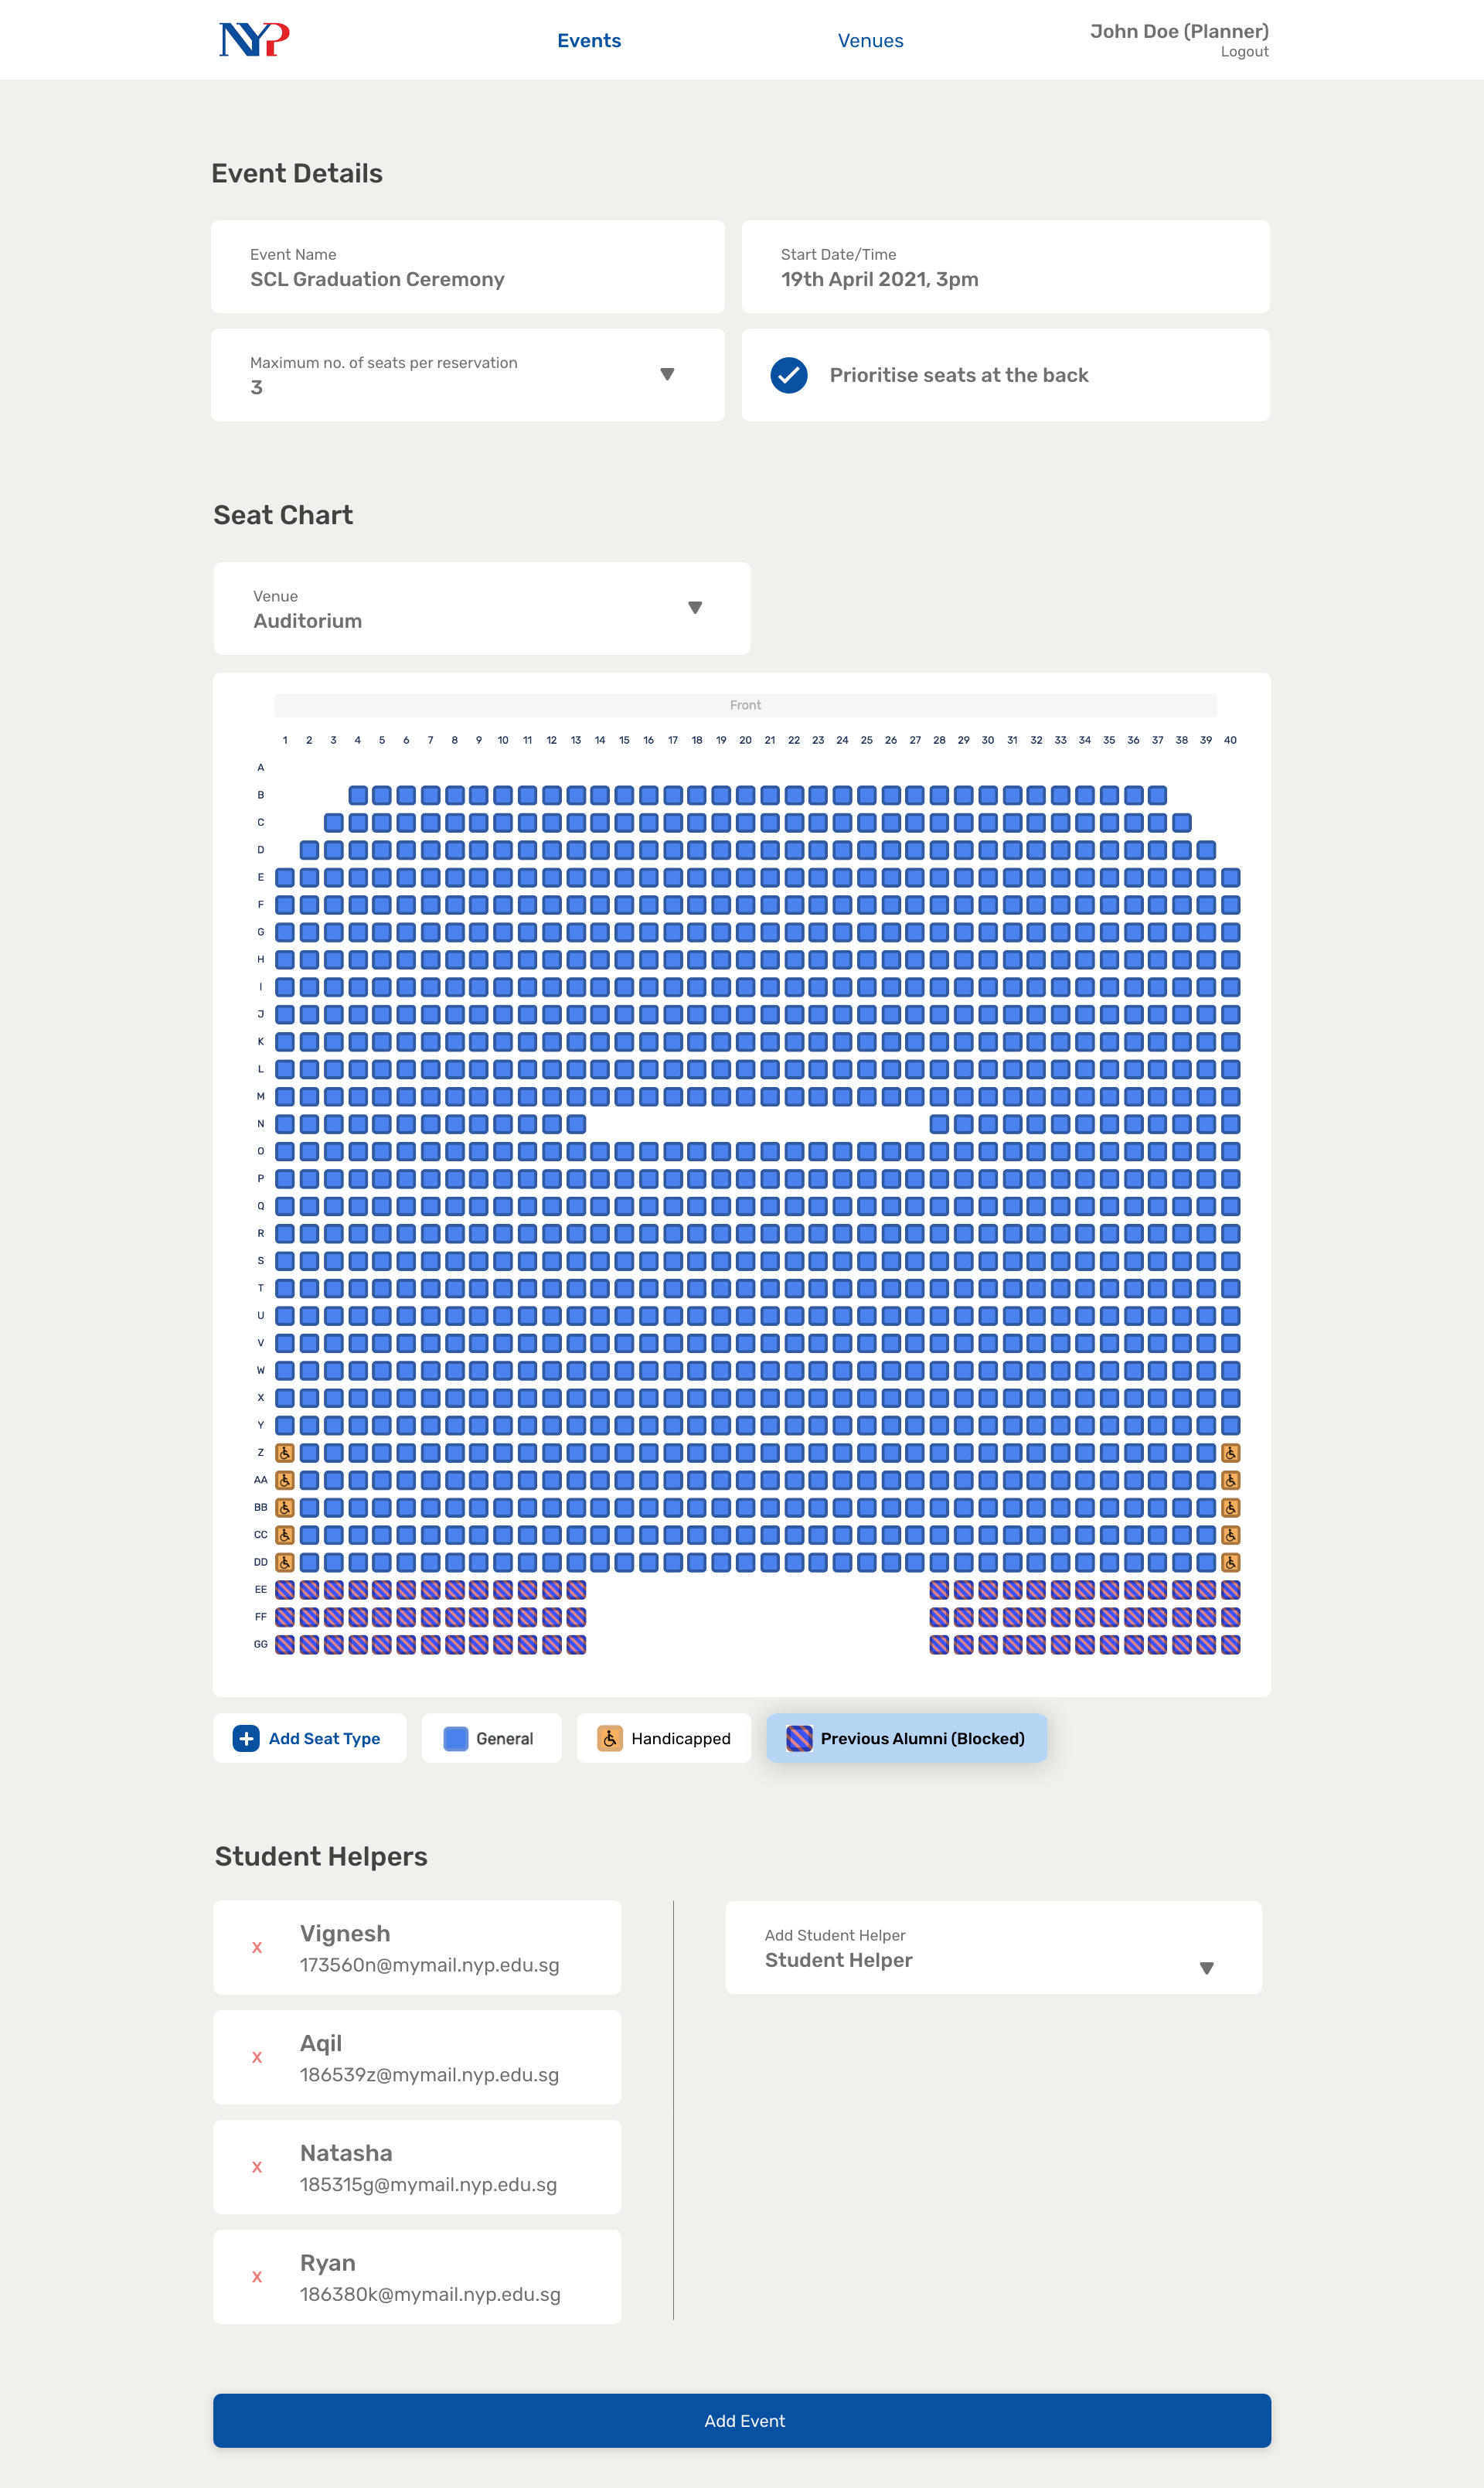 NYP
Events
Venues
John Doe (Planner)
Logout
Event Details
Event Name
SCL Graduation Ceremony
Start Date/Time
19th April 2021, 3pm
Maximum no. of seats per reservation
3
Prioritise seats at the back
Seat Chart
Venue
Auditorium
Front
1 2 3 4 5 6 7 8 9 10 11 12 13 14 15 16 17 18 19 20 21 22 23 24 25 26 27 28 29 30 31 32 33 34 35 36 37 38 39 40
A
B
C
D
E
F
G
H
I
J
K
L
M
N
O
P
Q
R
S
T
U
V
W
X
Y
Z
AA
BB
CC
DD
EE
FF
GG
Add Seat Type
General
Handicapped
Previous Alumni (Blocked)
Student Helpers
X
Vignesh
173560n@mymail.nyp.edu.sg
X
Aqil
186539z@mymail.nyp.edu.sg
X
Natasha
185315g@mymail.nyp.edu.sg
X
Ryan
186380k@mymail.nyp.edu.sg
Add Student Helper
Student Helper
Add Event